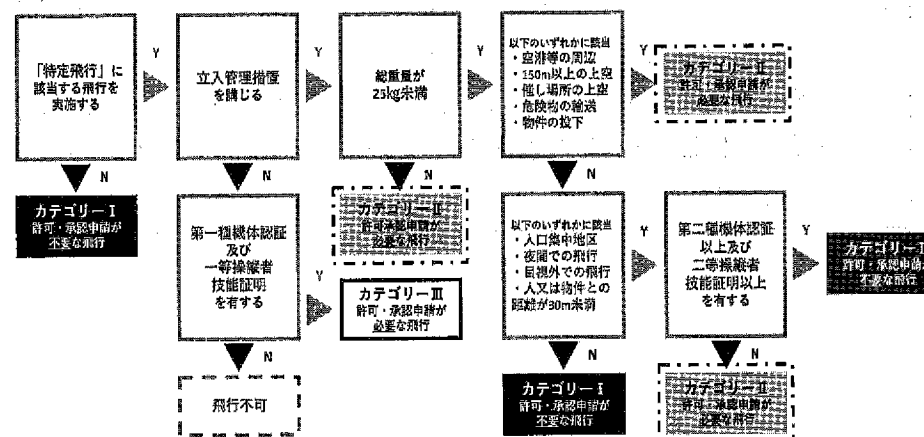 「特定飛行」に
該当する飛行を
実施する
Y
N
カテゴリーⅠ
許可・承認申請が
不要な飛行
立入管理措置
を講じる
Y
N
第一種機体認証
及び
一等操縦者
技能証明
を有する
Y
N
飛行不可
総重量が
25kg未満
Y
N
カテゴリーⅡ
許可承認申請が
必要な飛行
カテゴリーⅢ
許可・承認申請が
必要な飛行
以下のいずれかに該当
・空港等の周辺
・150m以上の上空
・催し場所の上空
・危険物の輸送
・物件の投下
Y
N
カテゴリーⅡ
許可・承認申請が
必要な飛行
以下のいずれかに該当
・人口集中地区
・夜間での飛行
・目視外での飛行
・人又は物件との
距離が30m未満
Y
N
カテゴリーⅠ
許可・承認申請が
不要な飛行
第二種機体認証
以上及び
二等操縦者
技能証明以上
を有する
Y
N
カテゴリーⅡ
許可・承認申請が
必要な飛行
許可・承認申請
不要な飛行